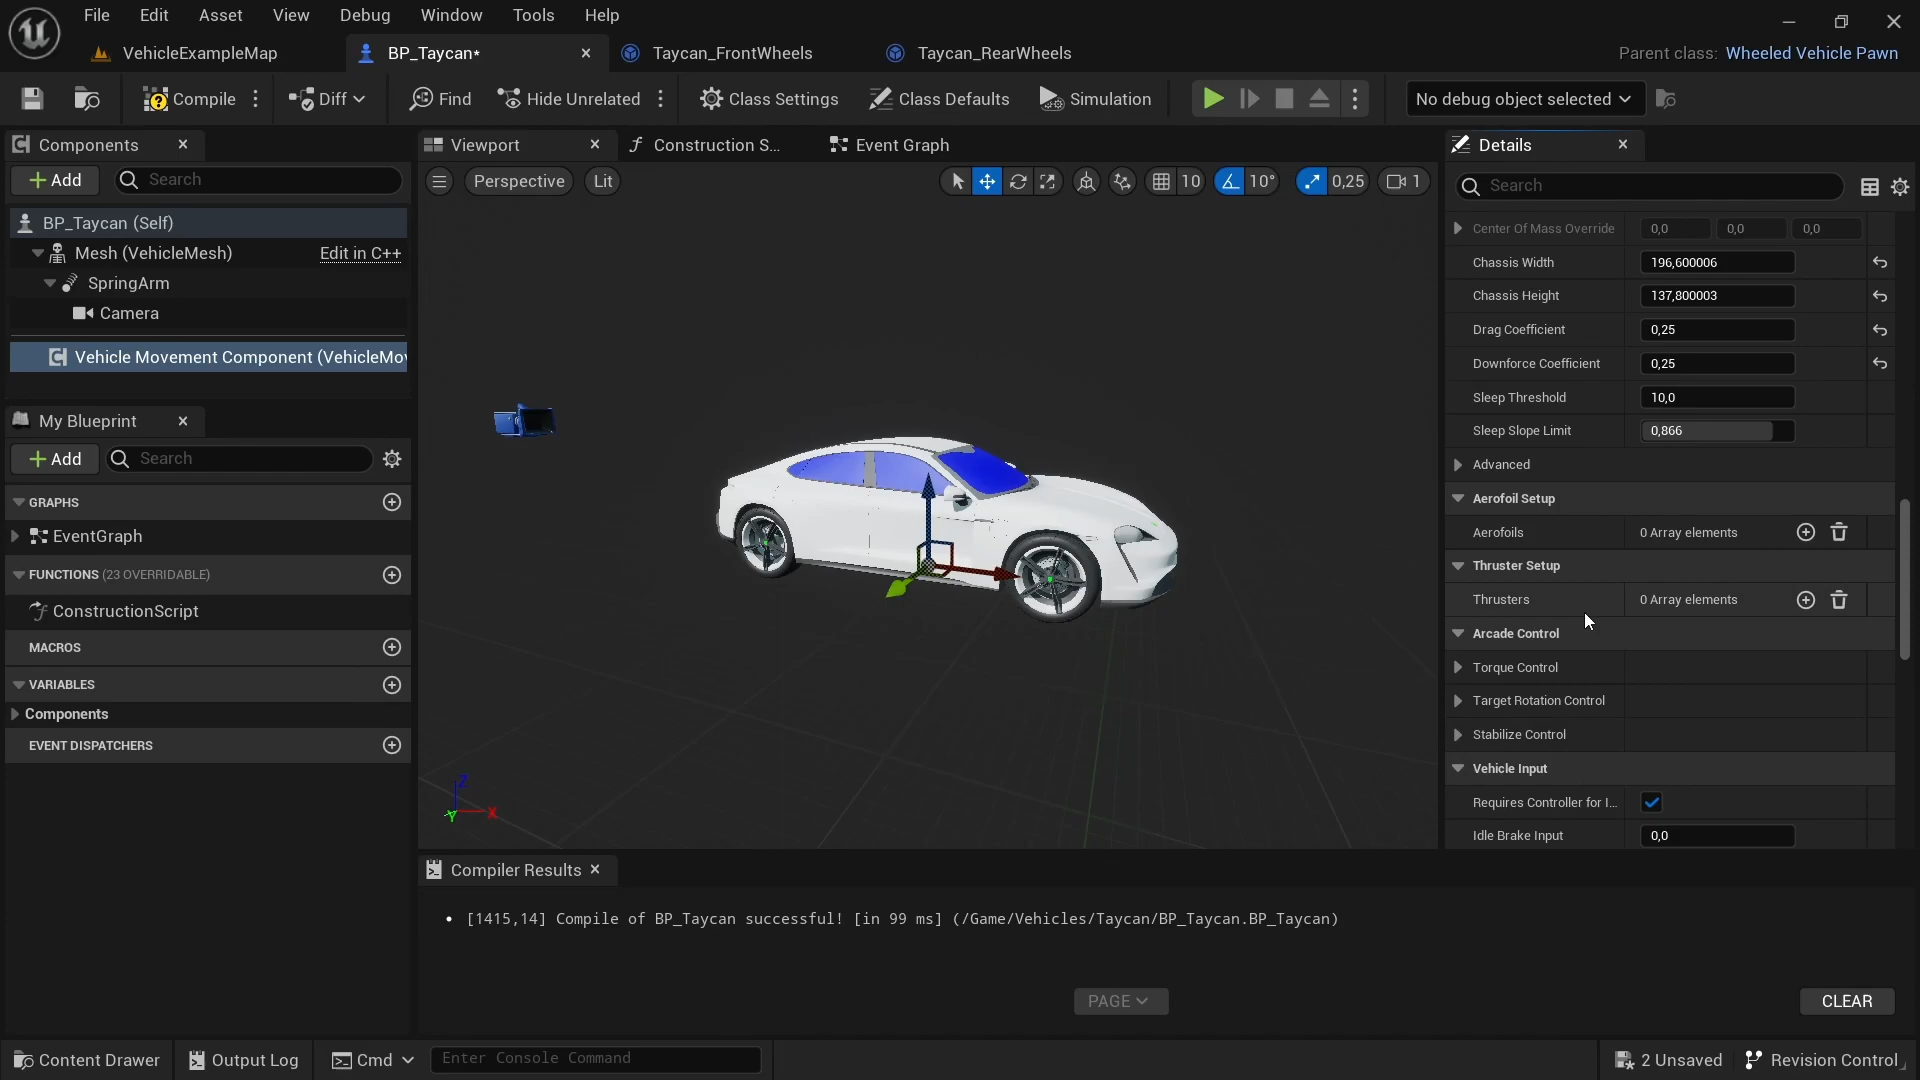 File Edit Asset View Debug Window Tools Help
VehicleExampleMap
BP_Taycan*
Taycan_FrontWheels
Taycan_RearWheels
Parent class: Wheeled Vehicle Pawn
Compile
Diff
Find
Hide Unrelated
Class Settings
Class Defaults
Simulation
No debug object selected
Components
Add
Search
BP_Taycan (Self)
Mesh (VehicleMesh) Edit in C++
SpringArm
Camera
Vehicle Movement Component (VehicleMov
My Blueprint
Add
Search
GRAPHS
EventGraph
FUNCTIONS (23 OVERRIDABLE)
ConstructionScript
MACROS
VARIABLES
Components
EVENT DISPATCHERS
Viewport
Construction S...
Event Graph
Perspective
Lit
10
10°
0,25
1
Z
X
Y
Compiler Results
• [1415,14] Compile of BP_Taycan successful! [in 99 ms] (/Game/Vehicles/Taycan/BP_Taycan.BP_Taycan)
PAGE
CLEAR
Details
Search
Center Of Mass Override 0,0 0,0 0,0
Chassis Width 196,600006
Chassis Height 137,800003
Drag Coefficient 0,25
Downforce Coefficient 0,25
Sleep Threshold 10,0
Sleep Slope Limit 0,866
Advanced
Aerofoil Setup
Aerofoils 0 Array elements
Thruster Setup
Thrusters 0 Array elements
Arcade Control
Torque Control
Target Rotation Control
Stabilize Control
Vehicle Input
Requires Controller for I...
Idle Brake Input 0,0
Content Drawer
Output Log
Cmd
Enter Console Command
2 Unsaved
Revision Control